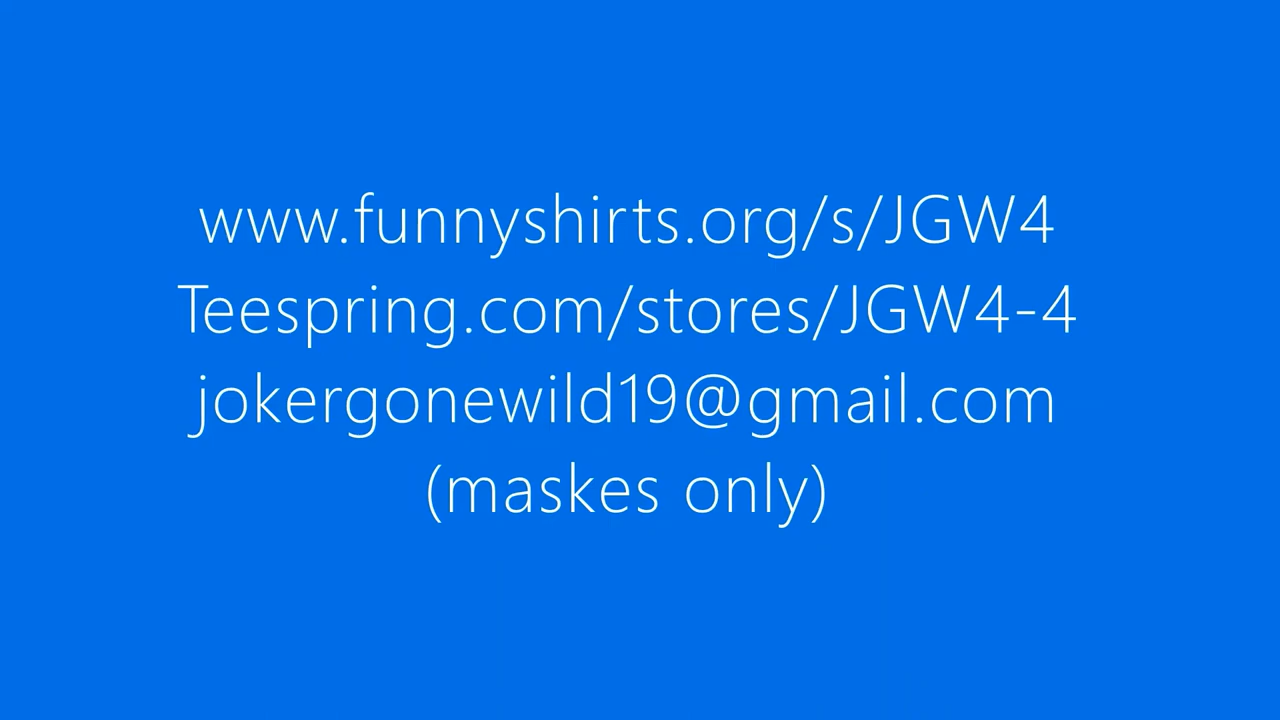 www.funnyshirts.org/s/JGW4
Teespring.com/stores/JGW4-4
jokergonewild19@gmail.com
(maskes only)